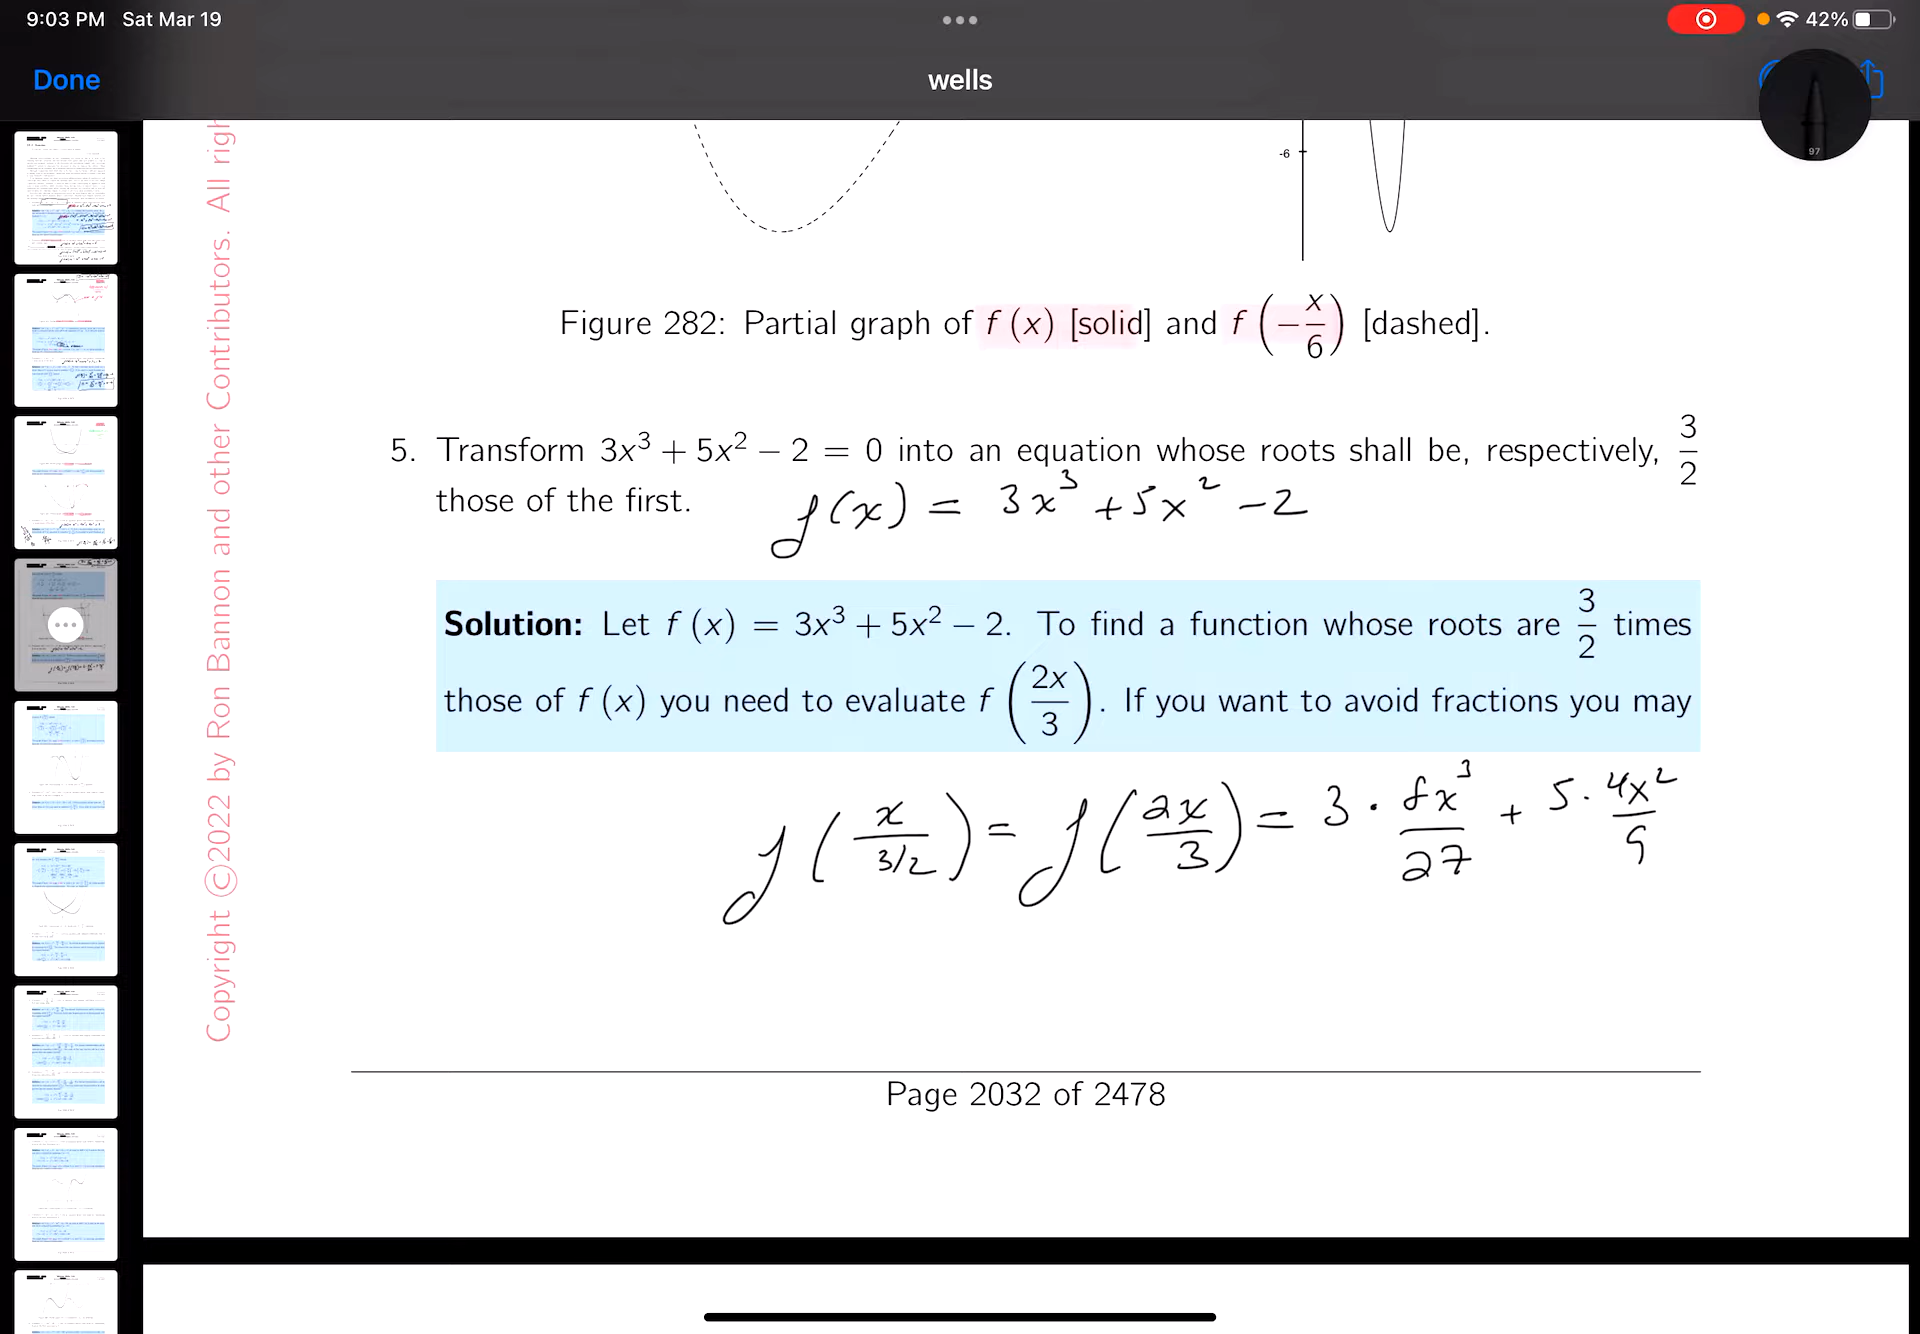 9:03 PM Sat Mar 19
42%
Done
wells
97
-6
Figure 282: Partial graph of f (x) [solid] and f (−x/6) [dashed].
5. Transform 3x³ + 5x² − 2 = 0 into an equation whose roots shall be, respectively, 3/2
those of the first.
f(x) = 3x³ +5x² −2
Solution: Let f (x) = 3x³ + 5x² − 2. To find a function whose roots are 3/2 times
those of f (x) you need to evaluate f (2x/3). If you want to avoid fractions you may
f(x/3/2) = f(2x/3) = 3 · 8x³/27 + 5 · 4x²/9
Page 2032 of 2478
Copyright ©2022 by Ron Bannon and other Contributors. All righ